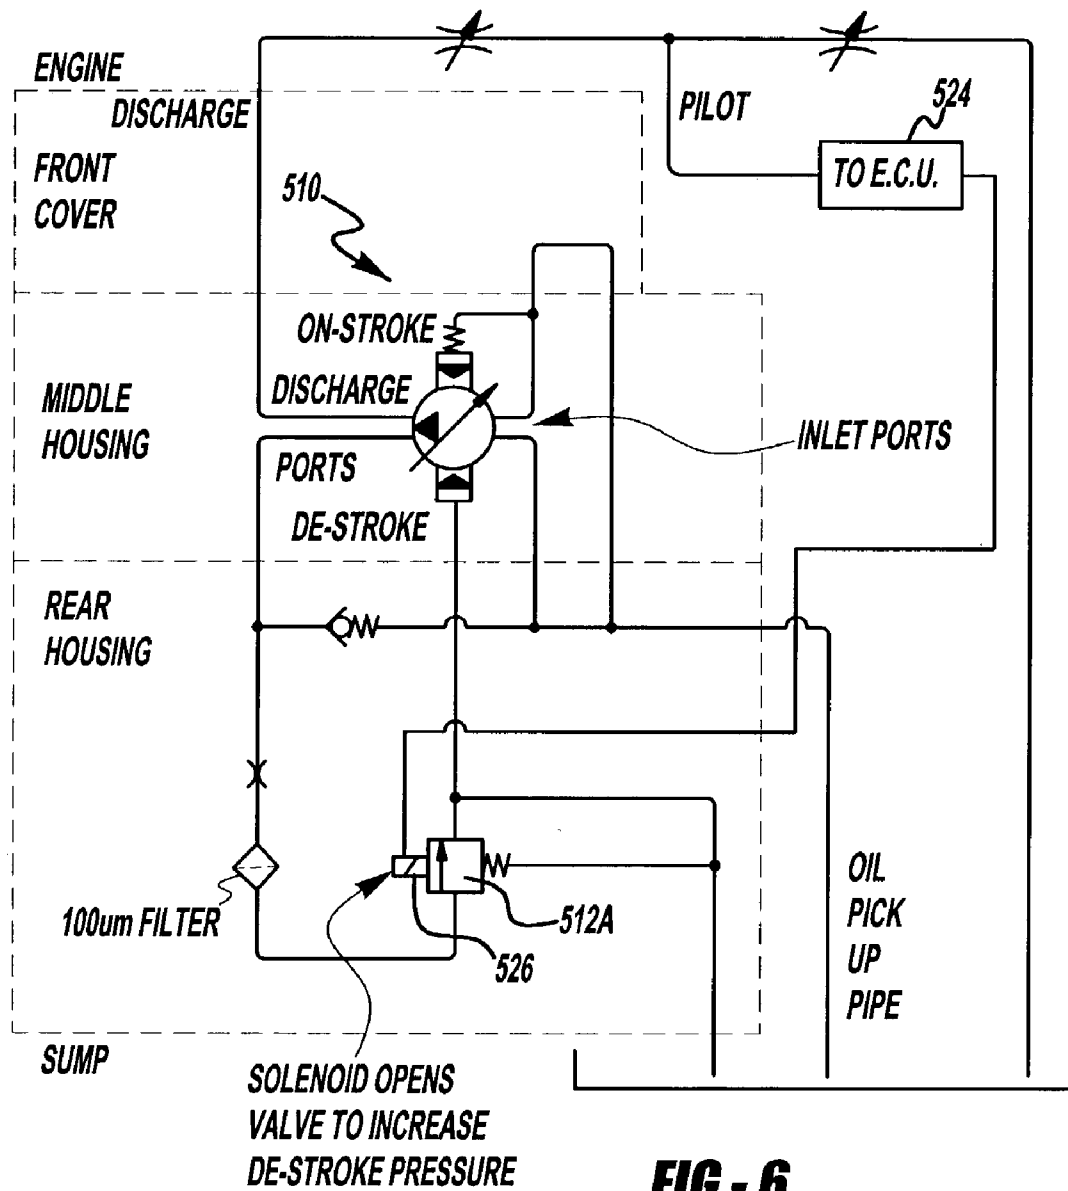 ENGINE
DISCHARGE
PILOT
524
FRONT
COVER
TO E.C.U.
510
ON-STROKE
DISCHARGE
MIDDLE
HOUSING
INLET PORTS
PORTS
DE-STROKE
REAR
HOUSING
OIL
PICK
UP
PIPE
100um FILTER
512A
526
SUMP
SOLENOID OPENS
VALVE TO INCREASE
DE-STROKE PRESSURE
FIG - 6